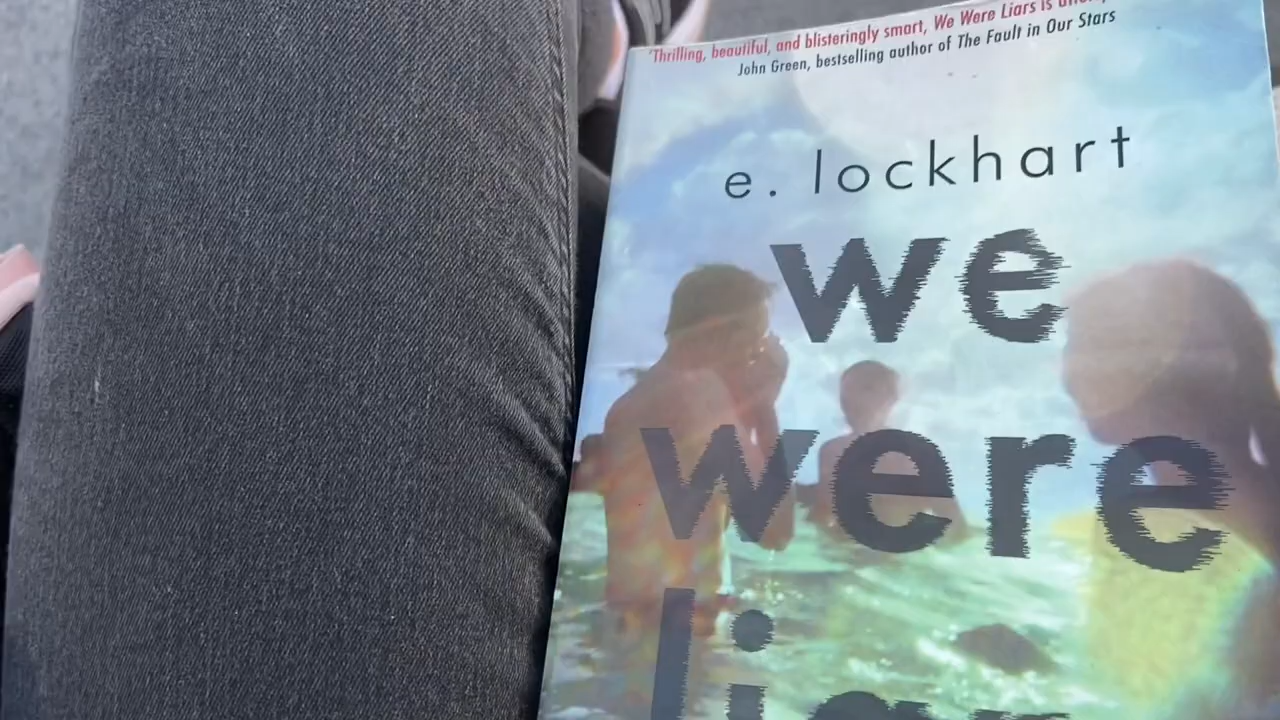 'Thrilling, beautiful, and blisteringly smart, We Were Liars is
John Green, bestselling author of The Fault in Our Stars
e. lockhart
we
were
liars